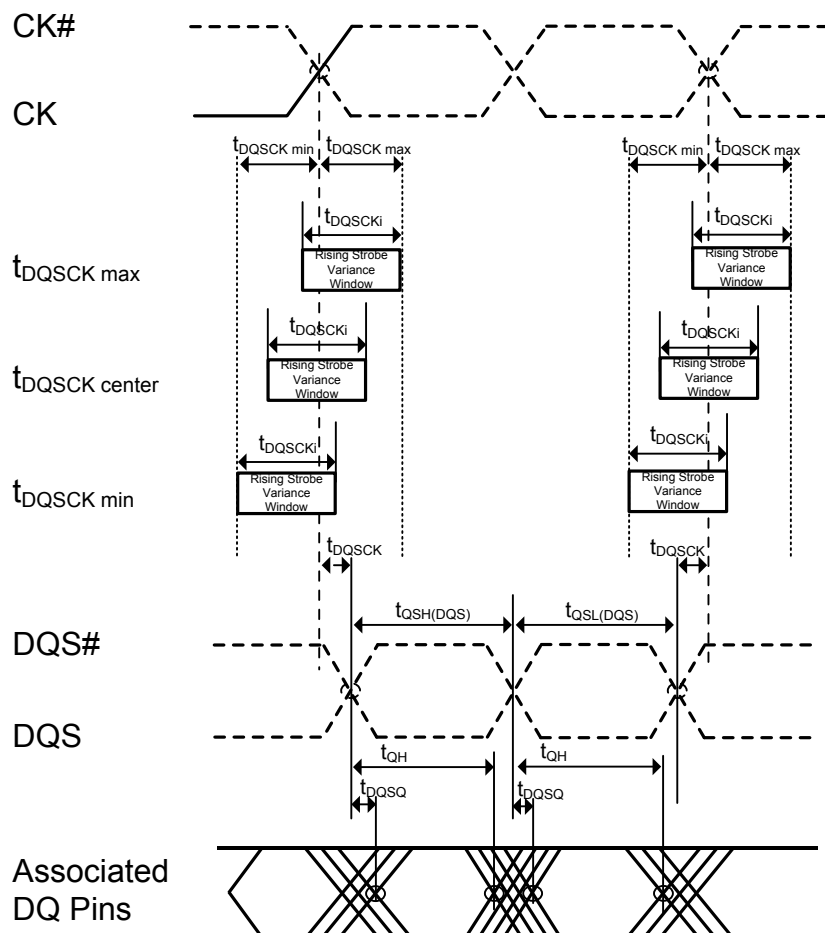 CK#
CK
tDQSCK min tDQSCK max tDQSCK min tDQSCK max
tDQSCKi tDQSCKi
tDQSCK max
Rising Strobe
Variance
Window
Rising Strobe
Variance
Window
tDQSCKi tDQSCKi
tDQSCK center
Rising Strobe
Variance
Window
Rising Strobe
Variance
Window
tDQSCKi tDQSCKi
tDQSCK min
Rising Strobe
Variance
Window
Rising Strobe
Variance
Window
tDQSCK tDQSCK
tQSH(DQS) tQSL(DQS)
DQS#
DQS
tQH tQH
tDQSQ tDQSQ
Associated
DQ Pins